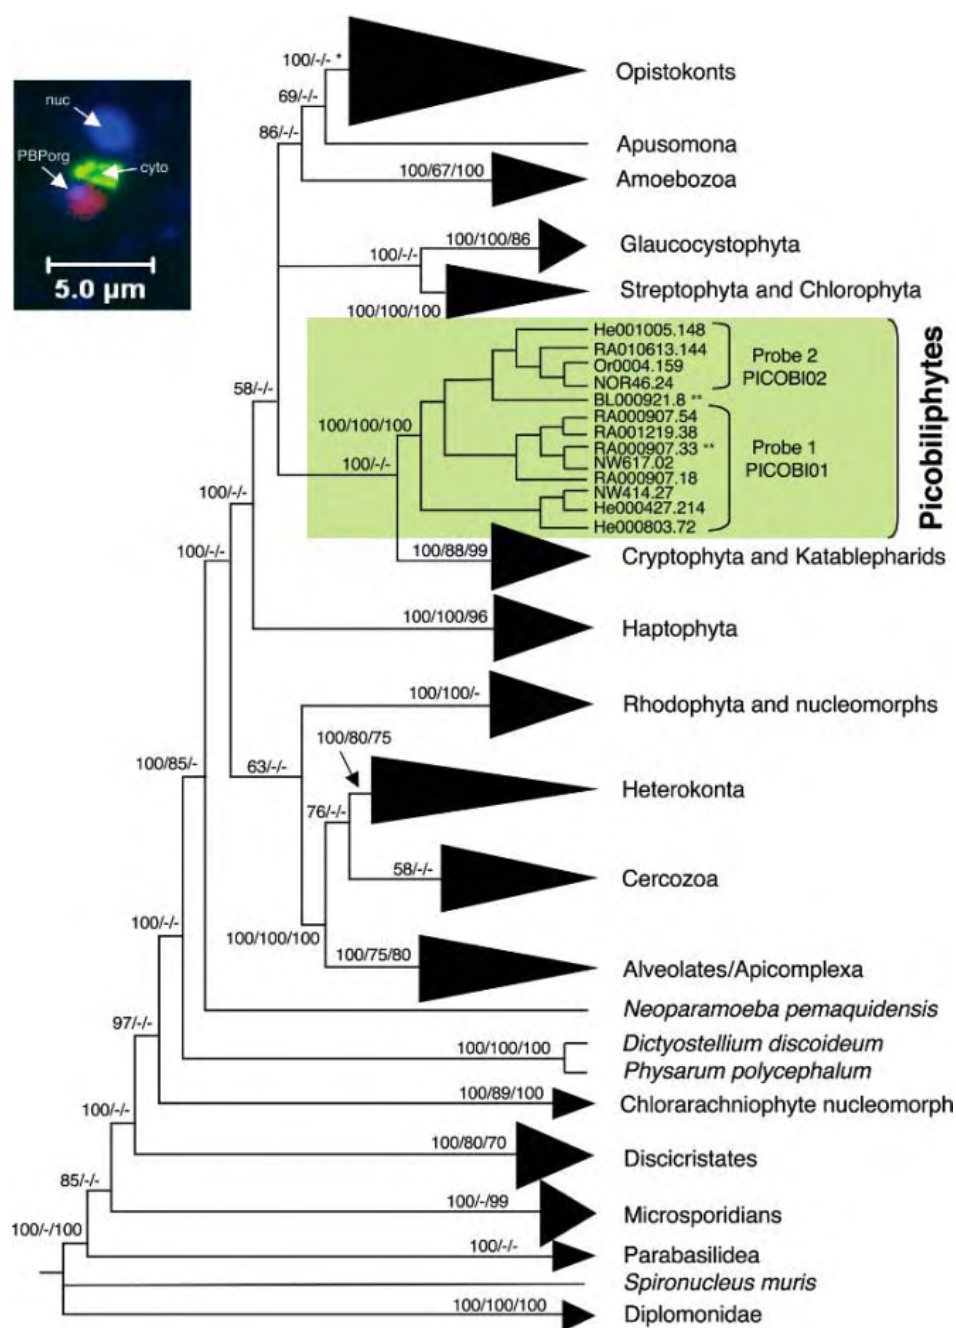 100/-/- *
Opistokonts
nuc
69/-/-
86/-/-
Apusomona
PBPorg
cyto
100/67/100
Amoebozoa
100/100/86
Glaucocystophyta
100/-/-
5.0 µm
Streptophyta and Chlorophyta
100/100/100
He001005.148
RA010613.144
Probe 2
Or0004.159
PICOBI02
NOR46.24
58/-/-
BL000921.8 **
RA000907.54
100/100/100
RA001219.38
Probe 1
RA000907.33 **
PICOBI01
100/-/-
NW617.02
RA000907.18
NW414.27
100/-/-
He000427.214
He000803.72
Picobiliphytes
100/-/-
100/88/99
Cryptophyta and Katablepharids
100/100/96
Haptophyta
100/100/-
Rhodophyta and nucleomorphs
100/80/75
100/85/-
63/-/-
Heterokonta
76/-/-
58/-/-
Cercozoa
100/-/-
100/100/100
100/75/80
Alveolates/Apicomplexa
Neoparamoeba pemaquidensis
97/-/-
100/100/100
Dictyostellium discoideum
Physarum polycephalum
100/89/100
Chlorarachniophyte nucleomorph
100/-/-
100/80/70
Discicristates
85/-/-
100/-/99
Microsporidians
100/-/100
100/-/-
Parabasilidea
Spironucleus muris
100/100/100
Diplomonidae